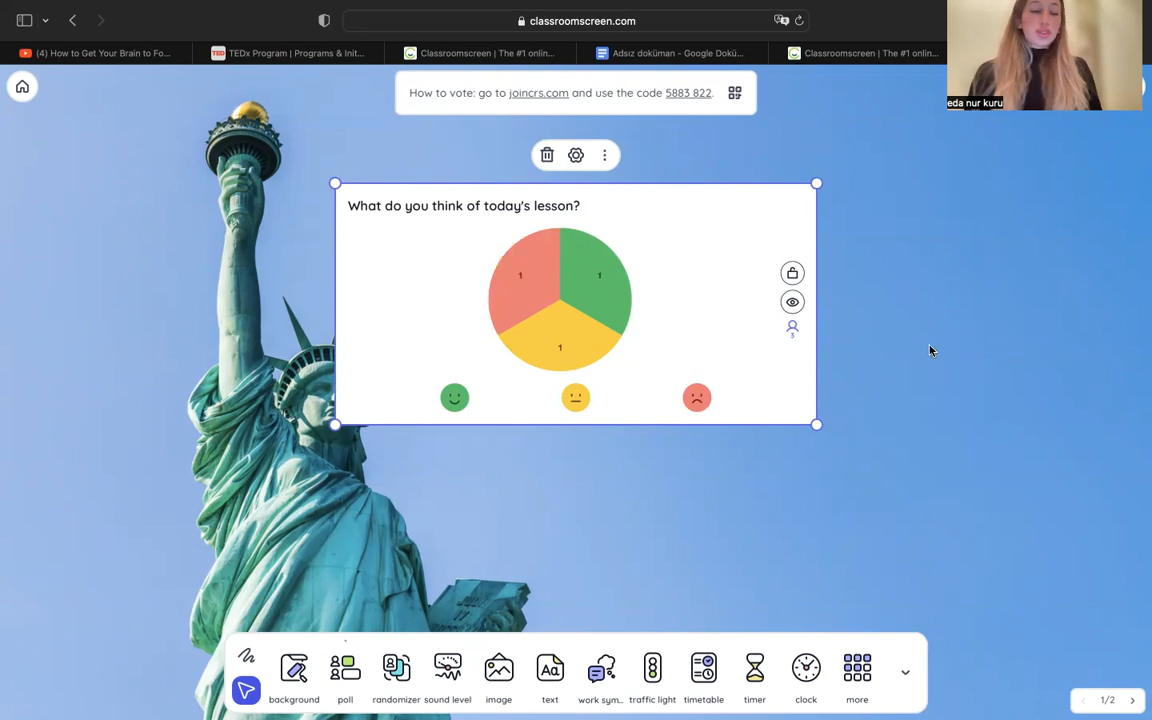 classroomscreen.com
(4) How to Get Your Brain to Fo...
TED TEDx Program | Programs & Init...
Classroomscreen | The #1 onlin...
Adsız doküman - Google Dokü...
Classroomscreen | The #1 onlin...
eda nur kuru
How to vote: go to joincrs.com and use the code 5883 822.
What do you think of today's lesson?
1
1
1
3
Aa
background
poll
randomizer
sound level
image
text
work sym...
traffic light
timetable
timer
clock
more
1/2